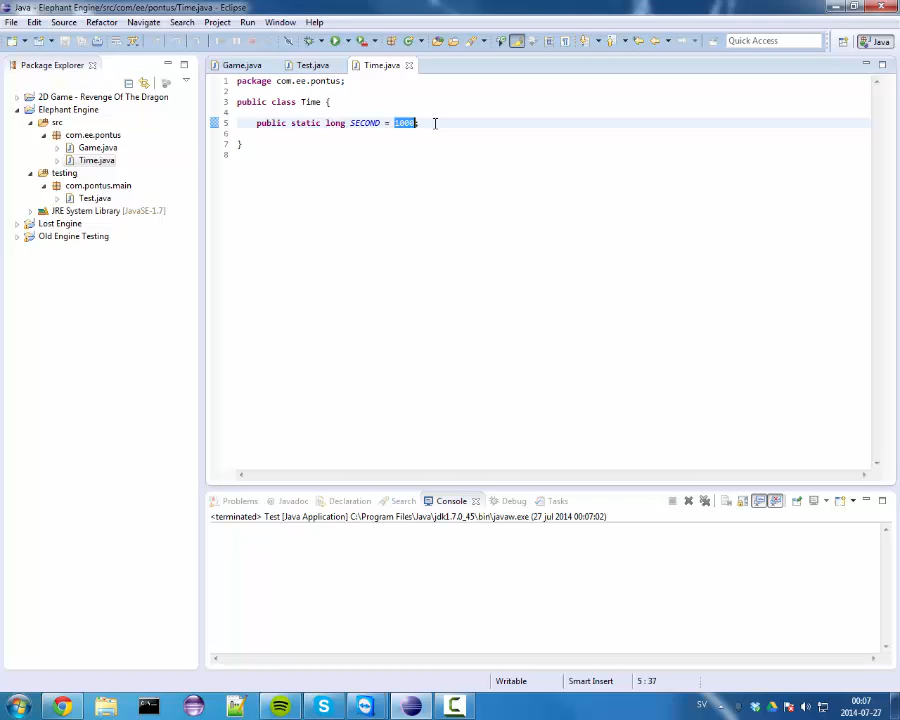 Java - Elephant Engine/src/com/ee/pontus/Time.java - Eclipse
File Edit Source Refactor Navigate Search Project Run Window Help
Quick Access
Java
Package Explorer
2D Game - Revenge Of The Dragon
Elephant Engine
src
com.ee.pontus
Game.java
Time.java
testing
com.pontus.main
Test.java
JRE System Library [JavaSE-1.7]
Lost Engine
Old Engine Testing
Game.java Test.java Time.java
1 package com.ee.pontus;
2
3 public class Time {
4
5 public static long SECOND = 1000;
6
7 }
8
Problems Javadoc Declaration Search Console Debug Tasks
<terminated> Test [Java Application] C:\Program Files\Java\jdk1.7.0_45\bin\javaw.exe (27 jul 2014 00:07:02)
Writable Smart Insert 5 : 37
SV
00:07
2014-07-27